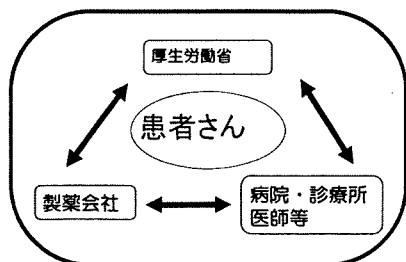 厚生労働省
患者さん
製薬会社
病院・診療所
医師等